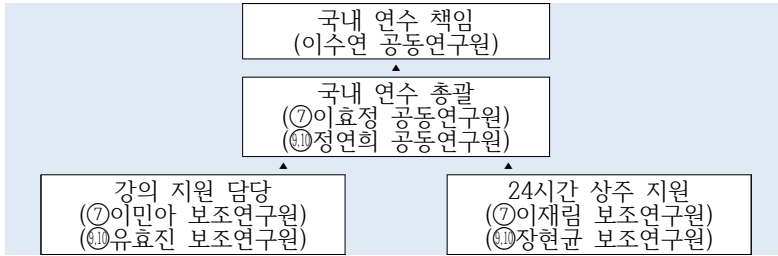 국내 연수 책임
(이수연 공동연구원)
▲
국내 연수 총괄
(⑦이효정 공동연구원)
(⑨,⑩정연희 공동연구원)
▲ ▲
강의 지원 담당
(⑦이민아 보조연구원)
(⑨,⑩유효진 보조연구원)
24시간 상주 지원
(⑦이재림 보조연구원)
(⑨,⑩장현균 보조연구원)